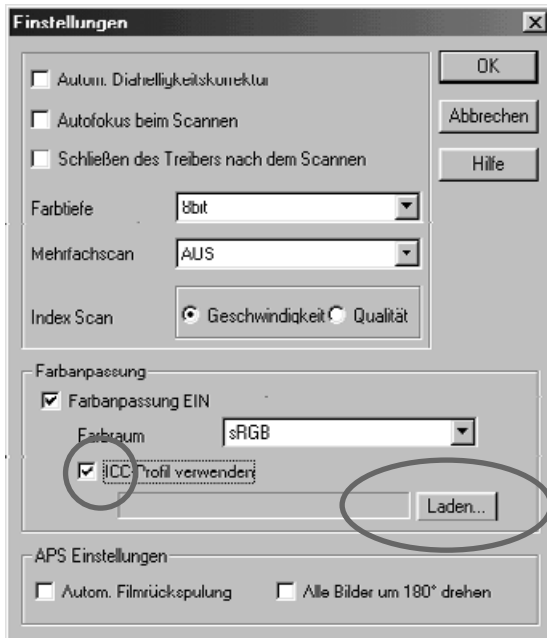 Einstellungen
OK
Autom. Diahelligkeitskorrektur
Autofokus beim Scannen
Abbrechen
Schließen des Treibers nach dem Scannen
Hilfe
Farbtiefe 8bit
Mehrfachscan AUS
Index Scan Geschwindigkeit Qualität
Farbanpassung
Farbanpassung EIN
Farbraum sRGB
ICC-Profil verwenden
Laden...
APS Einstellungen
Autom. Filmrückspulung Alle Bilder um 180° drehen